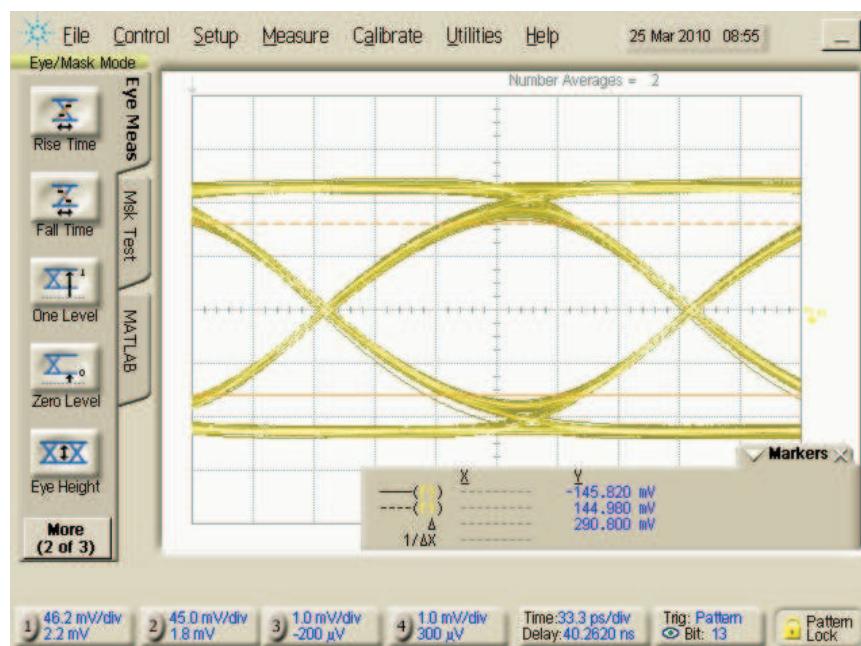 File Control Setup Measure Calibrate Utilities Help 25 Mar 2010 08:55
Eye/Mask Mode
Number Averages = 2
Eye Meas
Rise Time
Msk Test
Fall Time
One Level
MATLAB
Zero Level
Eye Height
More
(2 of 3)
Markers
X Y
-145.820 mV
144.980 mV
Δ 290.800 mV
1/ΔX
1) 46.2 mV/div 2) 45.0 mV/div 3) 1.0 mV/div 4) 1.0 mV/div Time:33.3 ps/div Trig: Pattern Pattern
2.2 mV 1.8 mV -200 µV 300 µV Delay:40.2620 ns Bit: 13 Lock